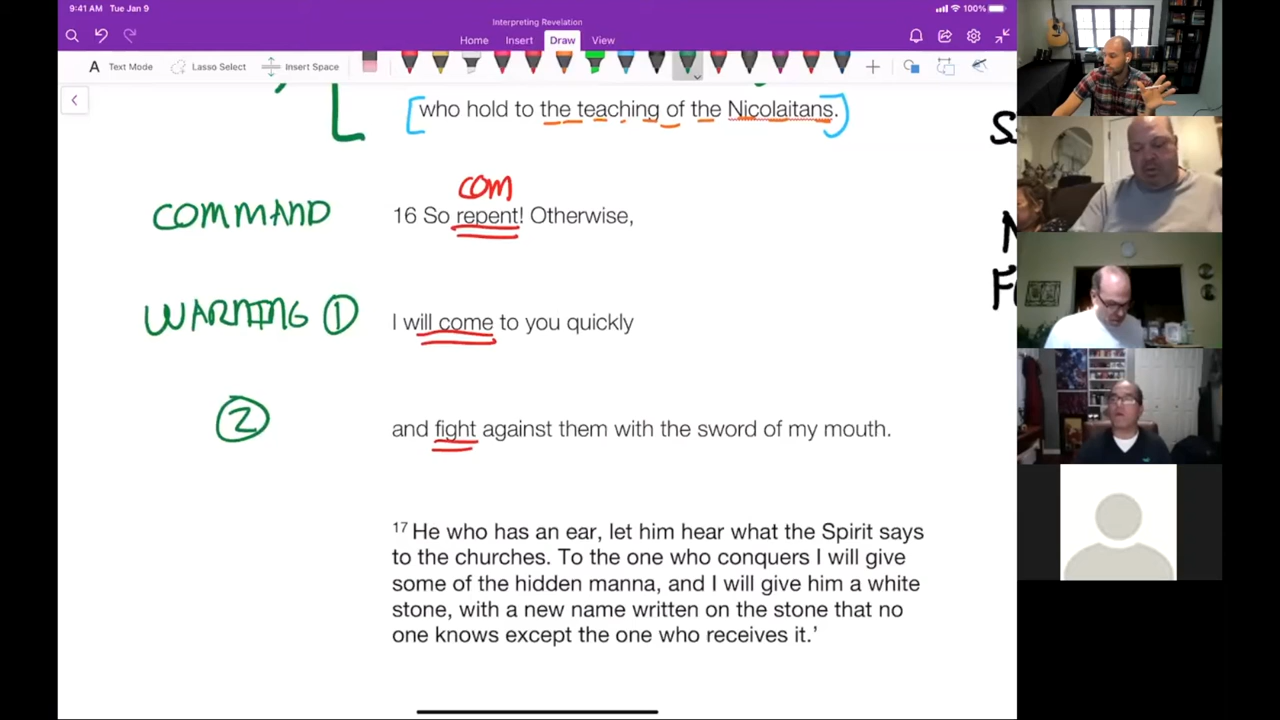 9:41 AM Tue Jan 9
100%
Interpreting Revelation
Home Insert Draw View
A Text Mode Lasso Select Insert Space
[who hold to the teaching of the Nicolaitans.]
COM
COMMAND 16 So repent! Otherwise,
WARNING ① I will come to you quickly
② and fight against them with the sword of my mouth.
17 He who has an ear, let him hear what the Spirit says
to the churches. To the one who conquers I will give
some of the hidden manna, and I will give him a white
stone, with a new name written on the stone that no
one knows except the one who receives it.’